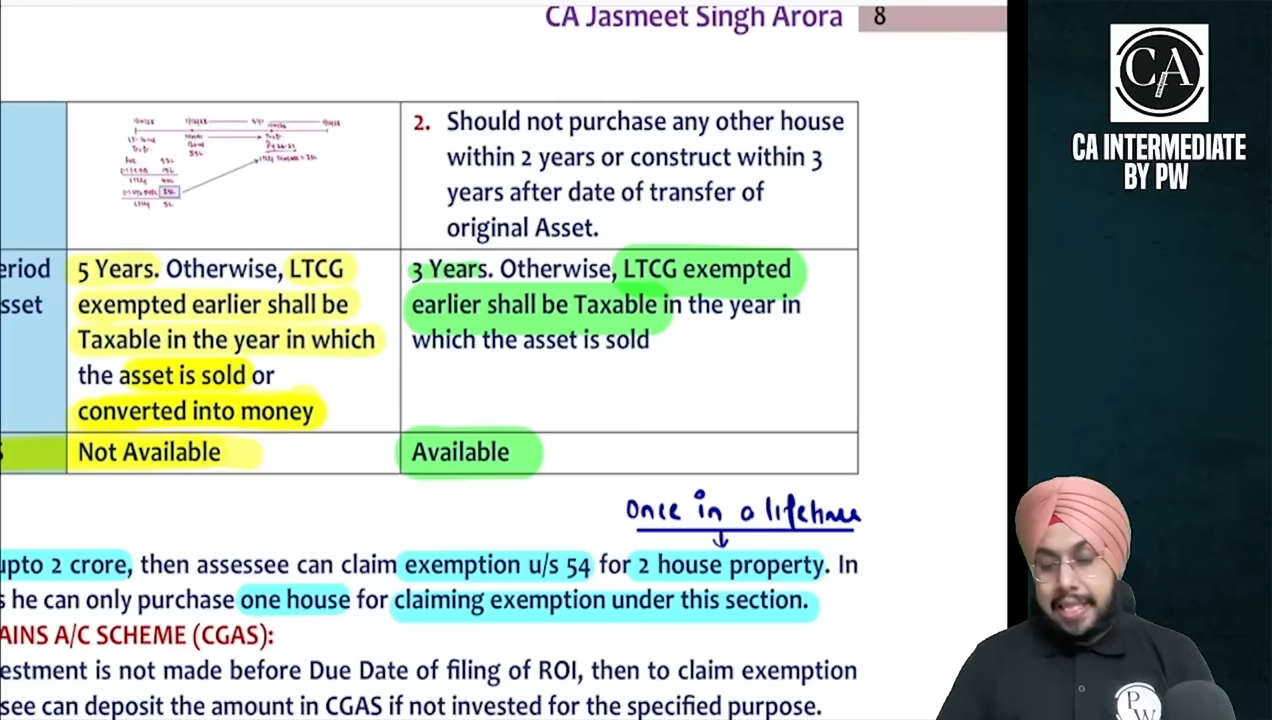 CA Jasmeet Singh Arora 8
2. Should not purchase any other house
within 2 years or construct within 3
years after date of transfer of
original Asset.
eriod
sset
5 Years. Otherwise, LTCG
exempted earlier shall be
Taxable in the year in which
the asset is sold or
converted into money
3 Years. Otherwise, LTCG exempted
earlier shall be Taxable in the year in
which the asset is sold
Not Available
Available
Once in a lifetime
upto 2 crore, then assessee can claim exemption u/s 54 for 2 house property. In
s he can only purchase one house for claiming exemption under this section.
AINS A/C SCHEME (CGAS):
estment is not made before Due Date of filing of ROI, then to claim exemption
see can deposit the amount in CGAS if not invested for the specified purpose.
CA
CA INTERMEDIATE
BY PW
P
W